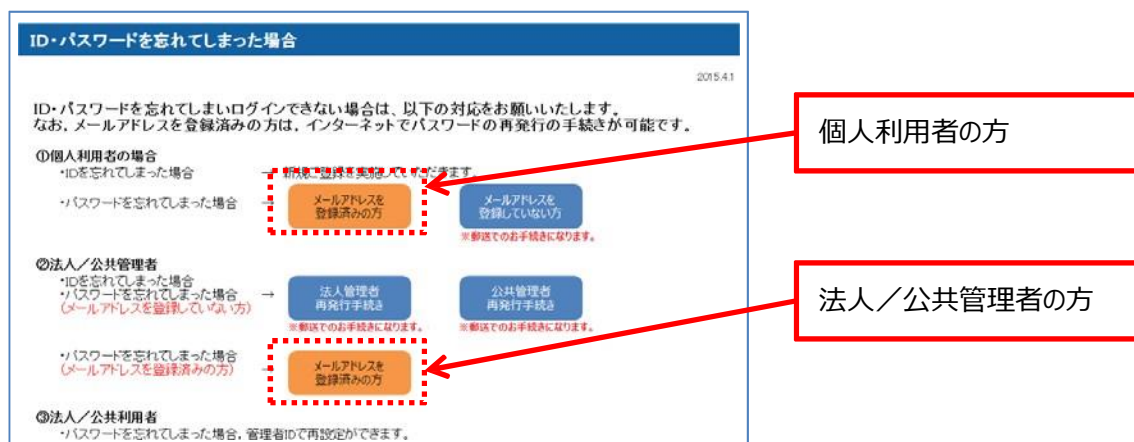 ID・パスワードを忘れてしまった場合
2015.4.1
ID・パスワードを忘れてしまいログインできない場合は、以下の対応をお願いいたします。
なお，メールアドレスを登録済みの方は，インターネットでパスワードの再発行の手続きが可能です。
個人利用者の方
①個人利用者の場合
・IDを忘れてしまった場合 → 新規ご登録を実施していただきます。
・パスワードを忘れてしまった場合 →
メールアドレスを
登録済みの方
メールアドレスを
登録していない方
※郵送でのお手続きになります。
②法人／公共管理者
・IDを忘れてしまった場合
・パスワードを忘れてしまった場合 →
(メールアドレスを登録していない方)
法人管理者
再発行手続き
※郵送でのお手続きになります。
公共管理者
再発行手続き
※郵送でのお手続きになります。
法人／公共管理者の方
・パスワードを忘れてしまった場合
(メールアドレスを登録済みの方) →
メールアドレスを
登録済みの方
③法人／公共利用者
・パスワードを忘れてしまった場合，管理者IDで再設定ができます。